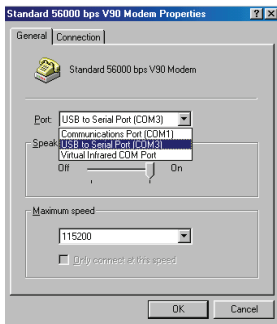 Standard 56000 bps V90 Modem Properties
General Connection
Standard 56000 bps V90 Modem
Port: USB to Serial Port (COM3)
Communications Port (COM1)
USB to Serial Port (COM3)
Virtual Infrared COM Port
Speak
Off On
Maximum speed
115200
Only connect at this speed
OK Cancel